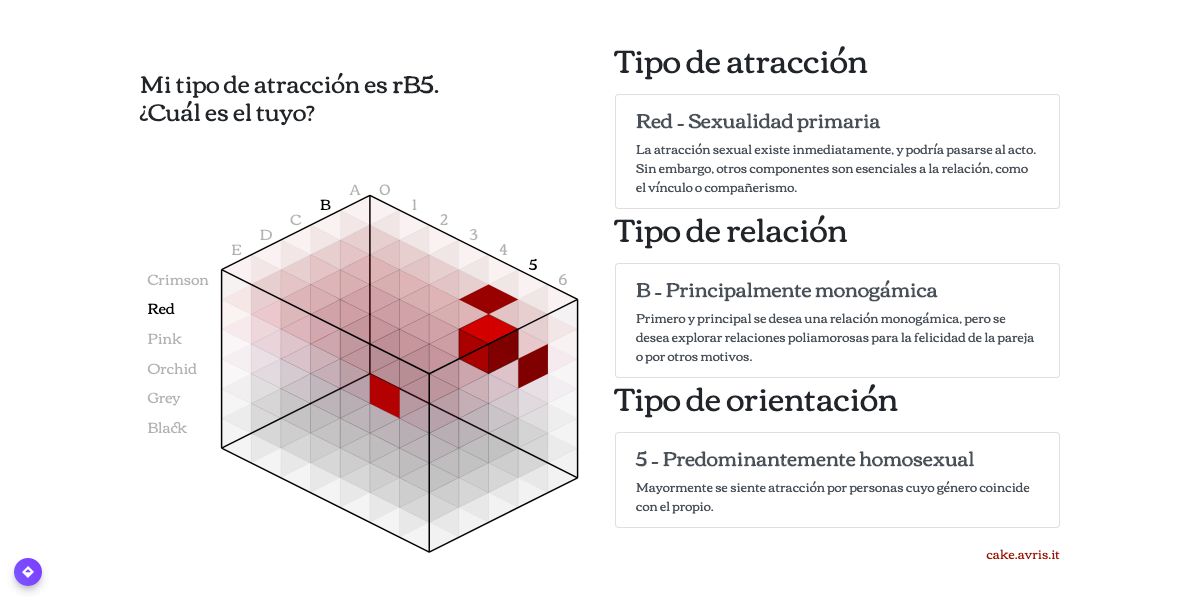 Mi tipo de atracción es rB5.
¿Cuál es el tuyo?
A 0
B 1
C 2
D 3
E 4
5
6
Crimson
Red
Pink
Orchid
Grey
Black
Tipo de atracción
Red - Sexualidad primaria
La atracción sexual existe inmediatamente, y podría pasarse al acto.
Sin embargo, otros componentes son esenciales a la relación, como
el vínculo o compañerismo.
Tipo de relación
B - Principalmente monogámica
Primero y principal se desea una relación monogámica, pero se
desea explorar relaciones poliamorosas para la felicidad de la pareja
o por otros motivos.
Tipo de orientación
5 - Predominantemente homosexual
Mayormente se siente atracción por personas cuyo género coincide
con el propio.
cake.avris.it